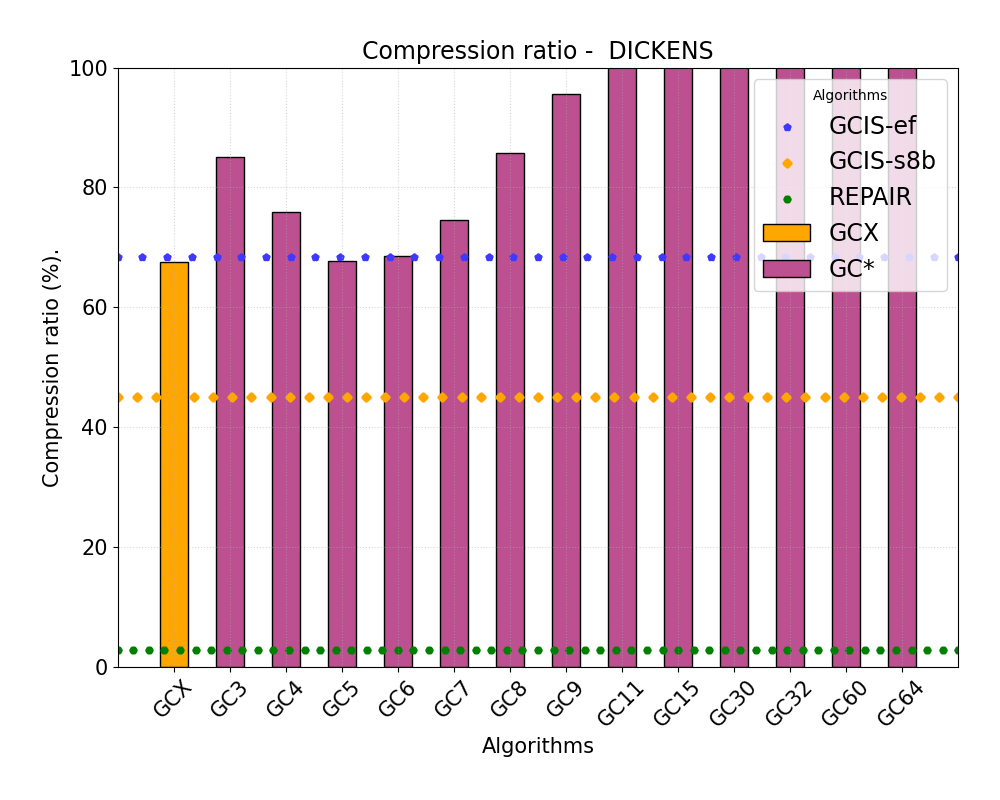 Compression ratio -  DICKENS
100
80
60
40
20
0
Compression ratio (%).
Algorithms
GCIS-ef
GCIS-s8b
REPAIR
GCX
GC*
GCX
GC3
GC4
GC5
GC6
GC7
GC8
GC9
GC11
GC15
GC30
GC32
GC60
GC64
Algorithms